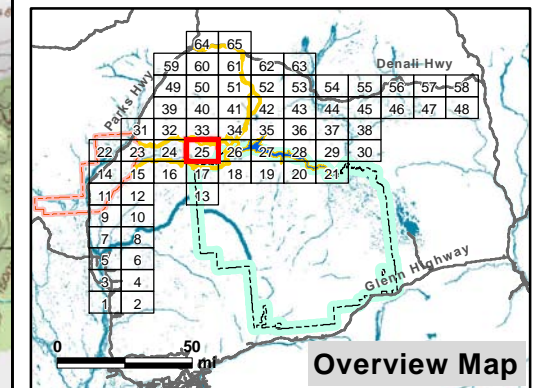 64 65
59 60 61 62 63
Denali Hwy
49 50 51 52 53 54 55 56 57 58
Parks Hwy
39 40 41 42 43 44 45 46 47 48
31 32 33 34 35 36 37 38
22 23 24 25 26 27 28 29 30
14 15 16 17 18 19 20 21
11 12 13
9 10
7 8
5 6
Glenn Highway
3 4
1 2
0 50
mi
Overview Map